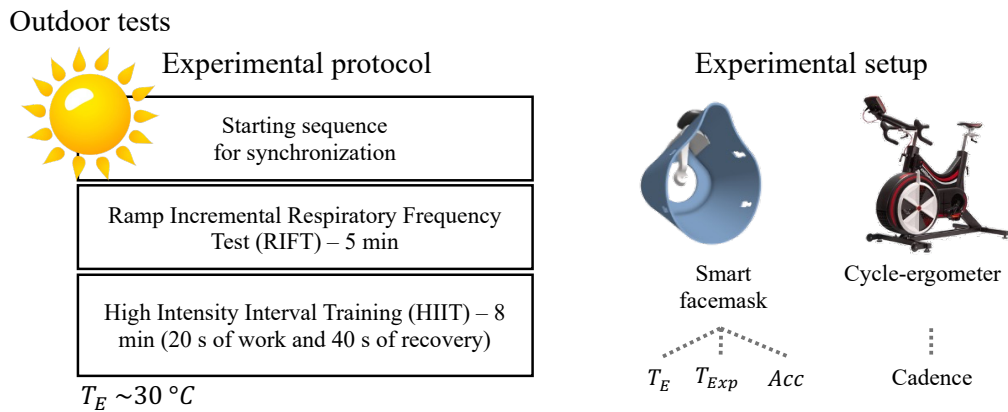 Outdoor tests
Experimental protocol
Starting sequence
for synchronization
Ramp Incremental Respiratory Frequency
Test (RIFT) – 5 min
High Intensity Interval Training (HIIT) – 8
min (20 s of work and 40 s of recovery)
T_E ~30 °C
Experimental setup
Smart
facemask
Cycle-ergometer
T_E T_Exp Acc
Cadence